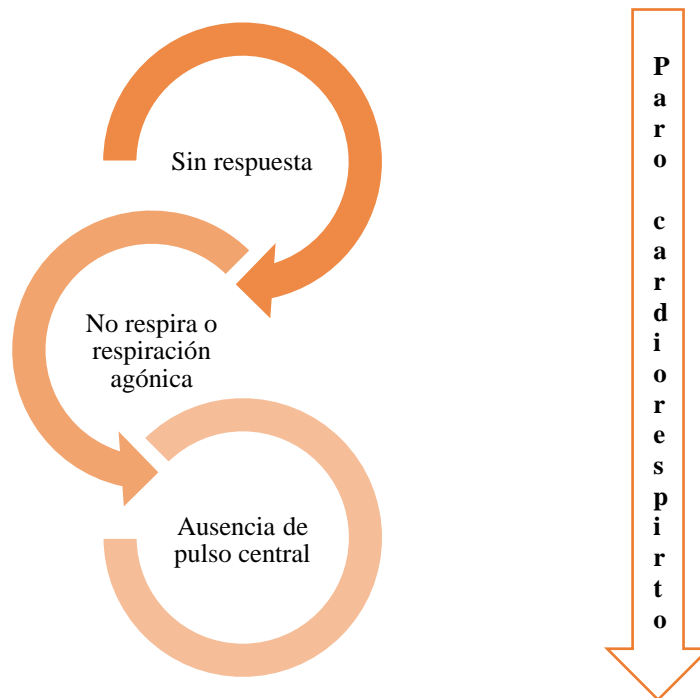 Sin respuesta
No respira o
respiración
agónica
Ausencia de
pulso central
Paro cardiorespirto